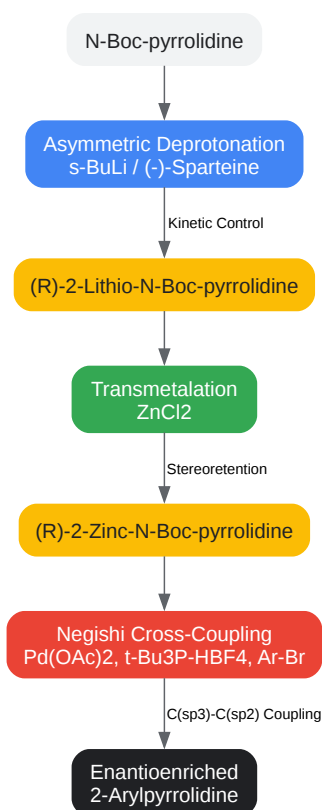 N-Boc-pyrrolidine
Asymmetric Deprotonation
s-BuLi / (-)-Sparteine
Kinetic Control
(R)-2-Lithio-N-Boc-pyrrolidine
Transmetalation
ZnCl2
Stereoretention
(R)-2-Zinc-N-Boc-pyrrolidine
Negishi Cross-Coupling
Pd(OAc)2, t-Bu3P-HBF4, Ar-Br
C(sp3)-C(sp2) Coupling
Enantioenriched
2-Arylpyrrolidine